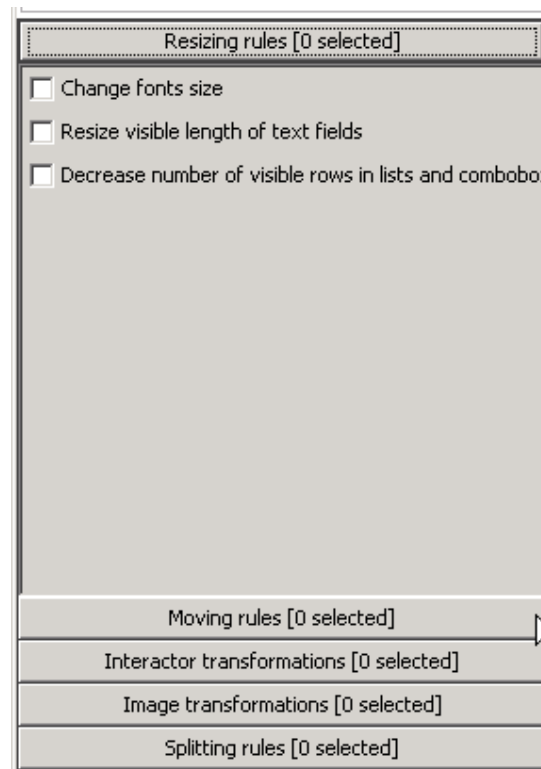 Resizing rules [0 selected]
Change fonts size
Resize visible length of text fields
Decrease number of visible rows in lists and combobo
Moving rules [0 selected]
Interactor transformations [0 selected]
Image transformations [0 selected]
Splitting rules [0 selected]